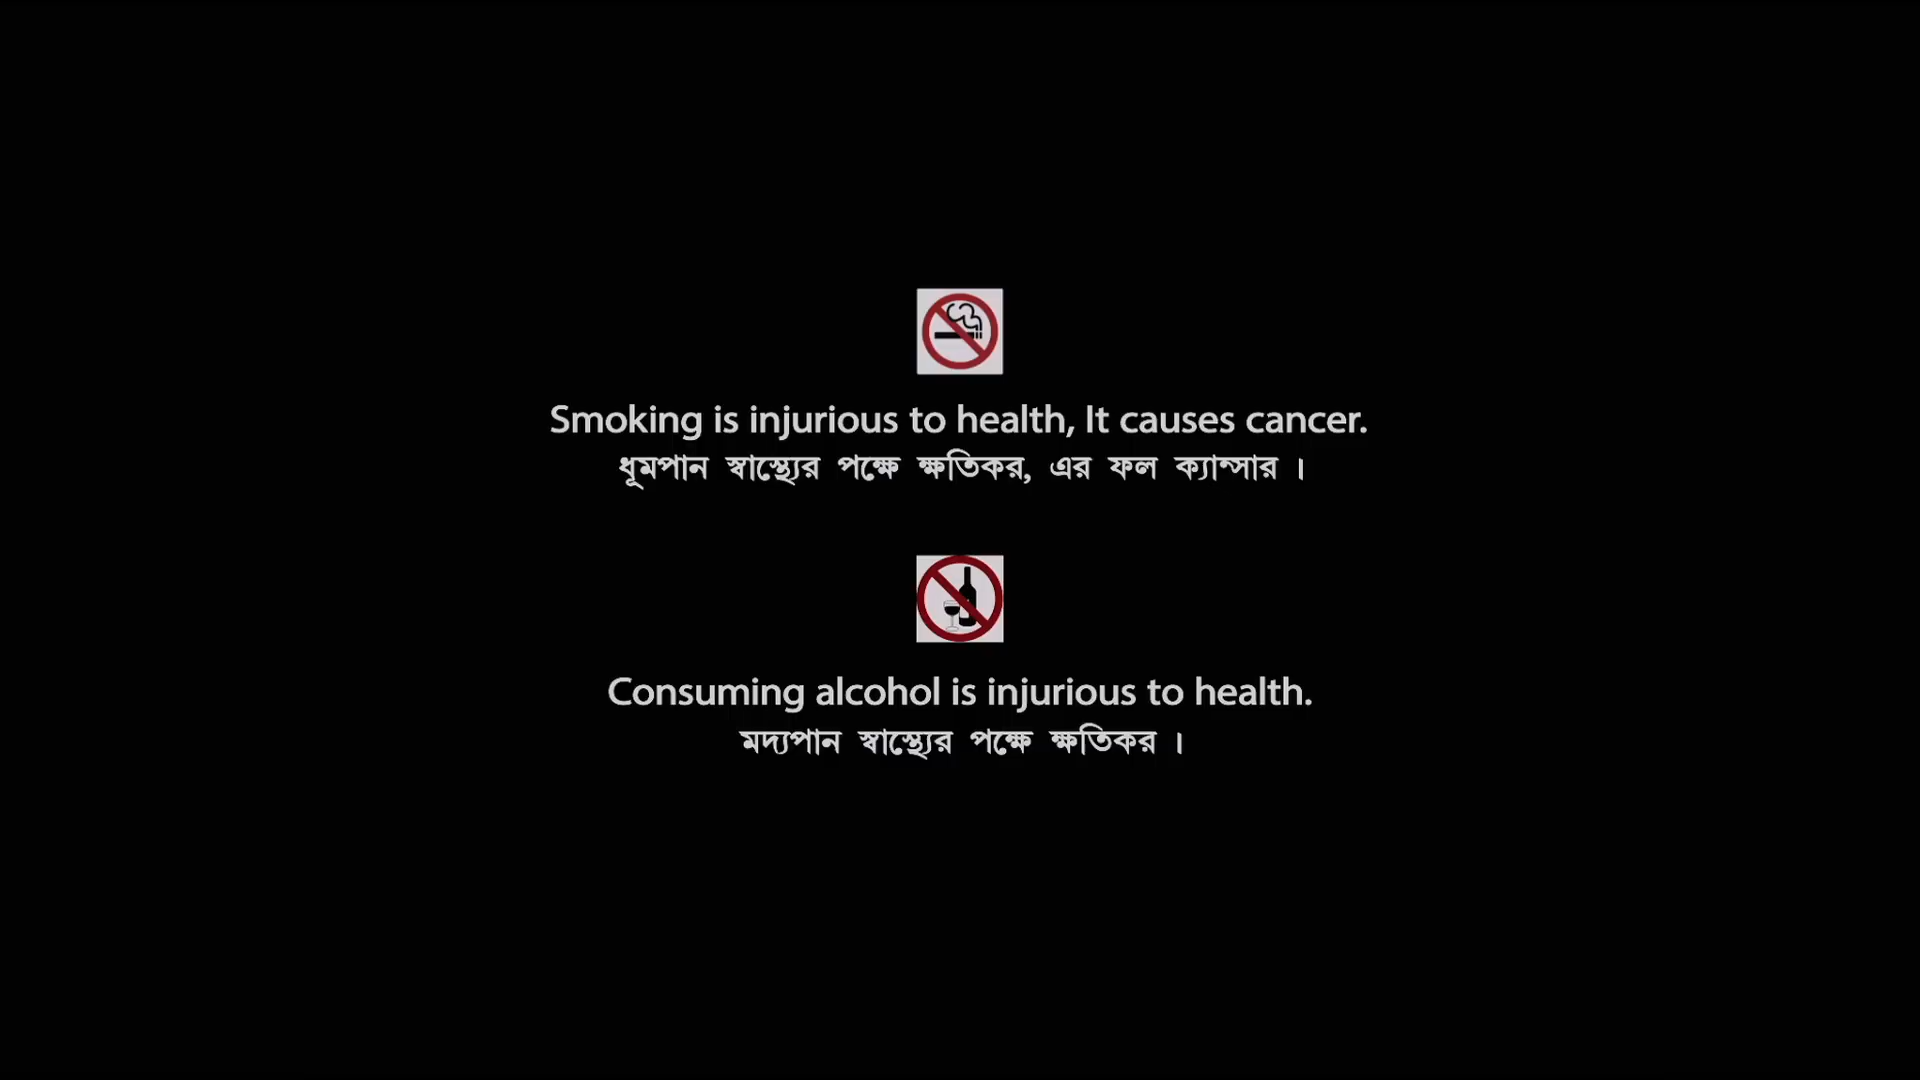 Smoking is injurious to health, It causes cancer.
ধূমপান স্বাস্থ্যের পক্ষে ক্ষতিকর, এর ফল ক্যান্সার ।
Consuming alcohol is injurious to health.
মদ্যপান স্বাস্থ্যের পক্ষে ক্ষতিকর ।